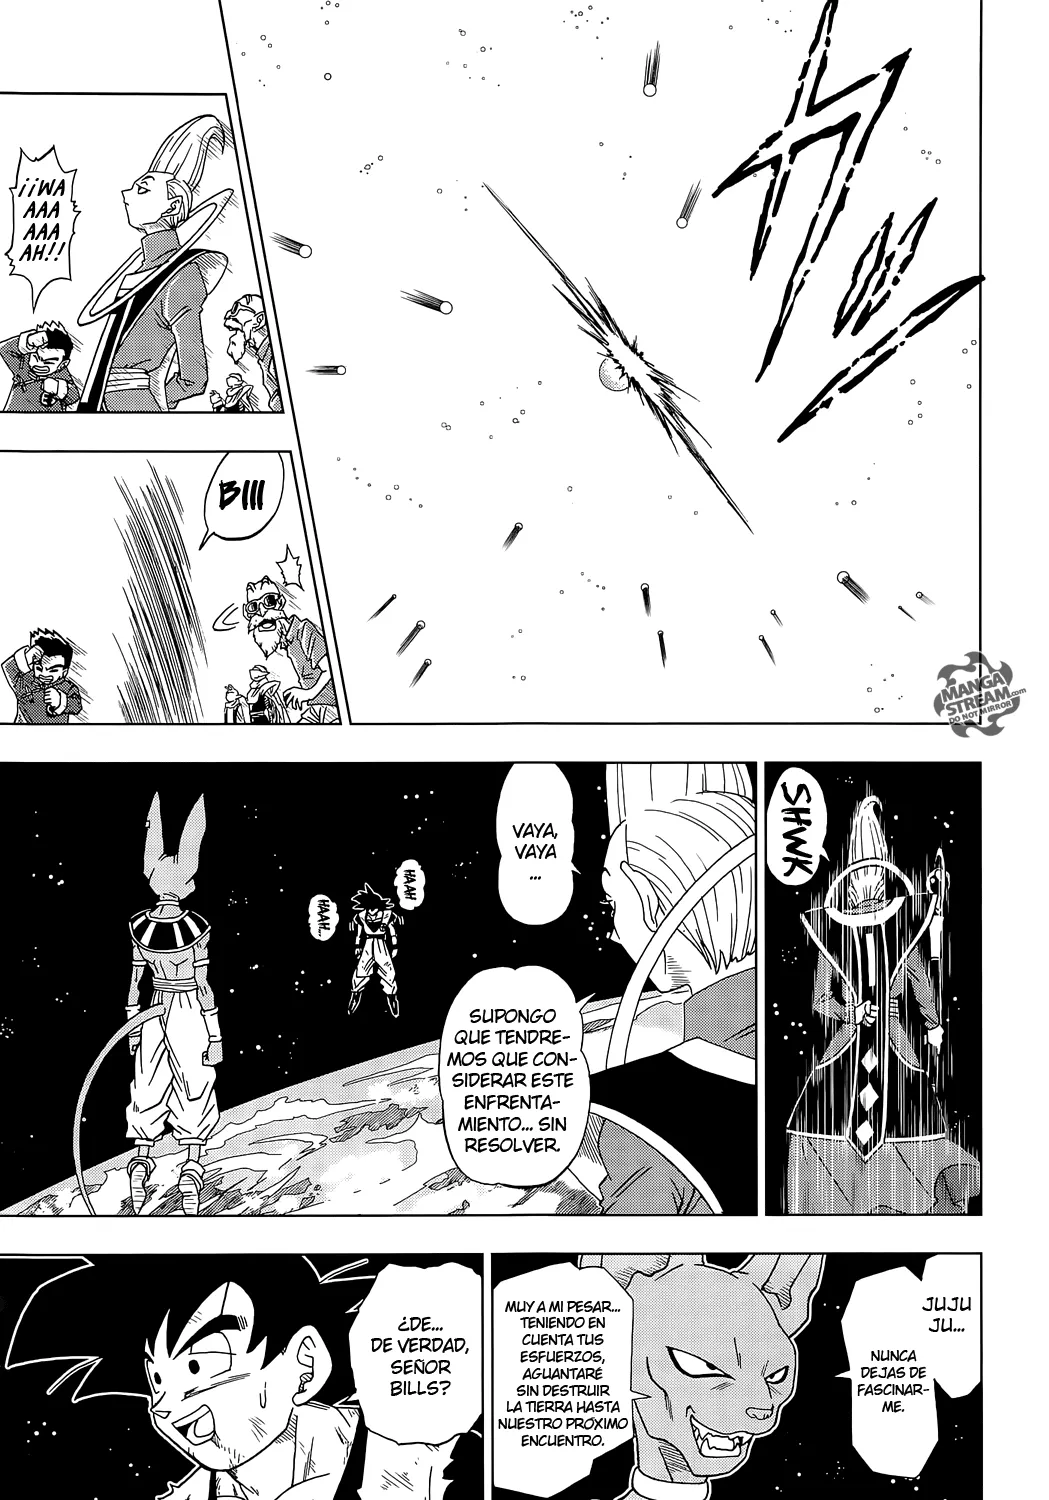 ¡¡WA
AAA
AAA
AH!!
BIII
MANGA
STREAM.com
DO NOT MIRROR
SHWK
VAYA,
VAYA
...
HAAH
HAAH...
SUPONGO
QUE TENDRE-
MOS QUE CON-
SIDERAR ESTE
ENFRENTA-
MIENTO... SIN
RESOLVER.
JUJU
JU...
NUNCA
DEJAS DE
FASCINAR-
ME.
MUY A MI PESAR...
TENIENDO EN
CUENTA TUS
ESFUERZOS,
AGUANTARÉ
SIN DESTRUIR
LA TIERRA HASTA
NUESTRO PRÓXIMO
ENCUENTRO.
¿DE...
DE VERDAD,
SEÑOR
BILLS?